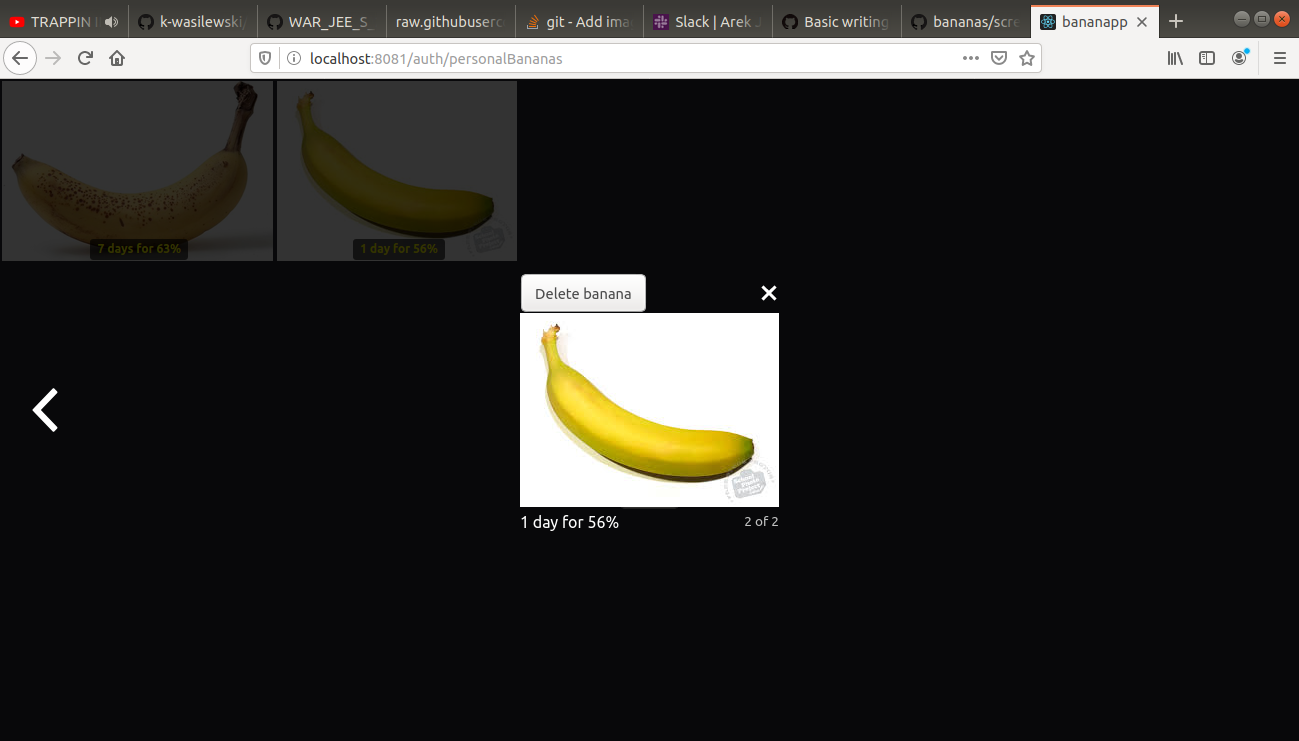 TRAPPIN
k-wasilewski/
WAR_JEE_S_
raw.githubuserc
git - Add ima
Slack | Arek J
Basic writing
bananas/scre
bananapp
localhost:8081/auth/personalBananas
7 days for 63%
1 day for 56%
Delete banana
1 day for 56%
2 of 2